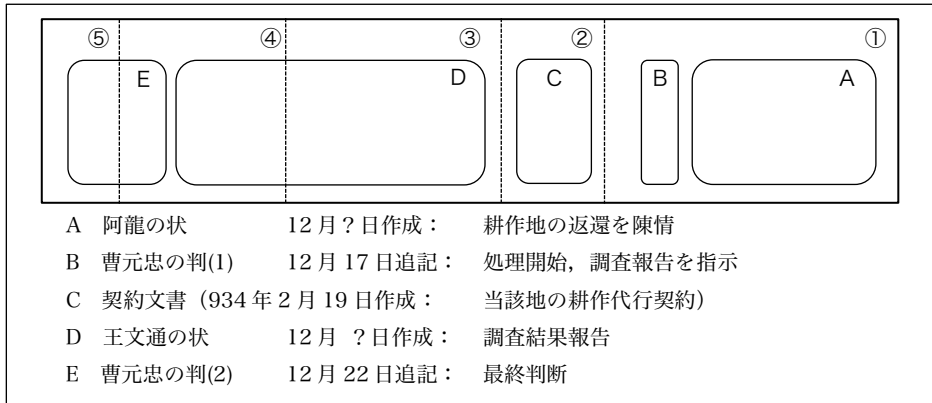 ⑤ ④ ③ ② ①
E D C B A
A 阿龍の状 12月？日作成： 耕作地の返還を陳情
B 曹元忠の判(1) 12月17日追記： 処理開始，調査報告を指示
C 契約文書（934年2月19日作成： 当該地の耕作代行契約）
D 王文通の状 12月 ？日作成： 調査結果報告
E 曹元忠の判(2) 12月22日追記： 最終判断